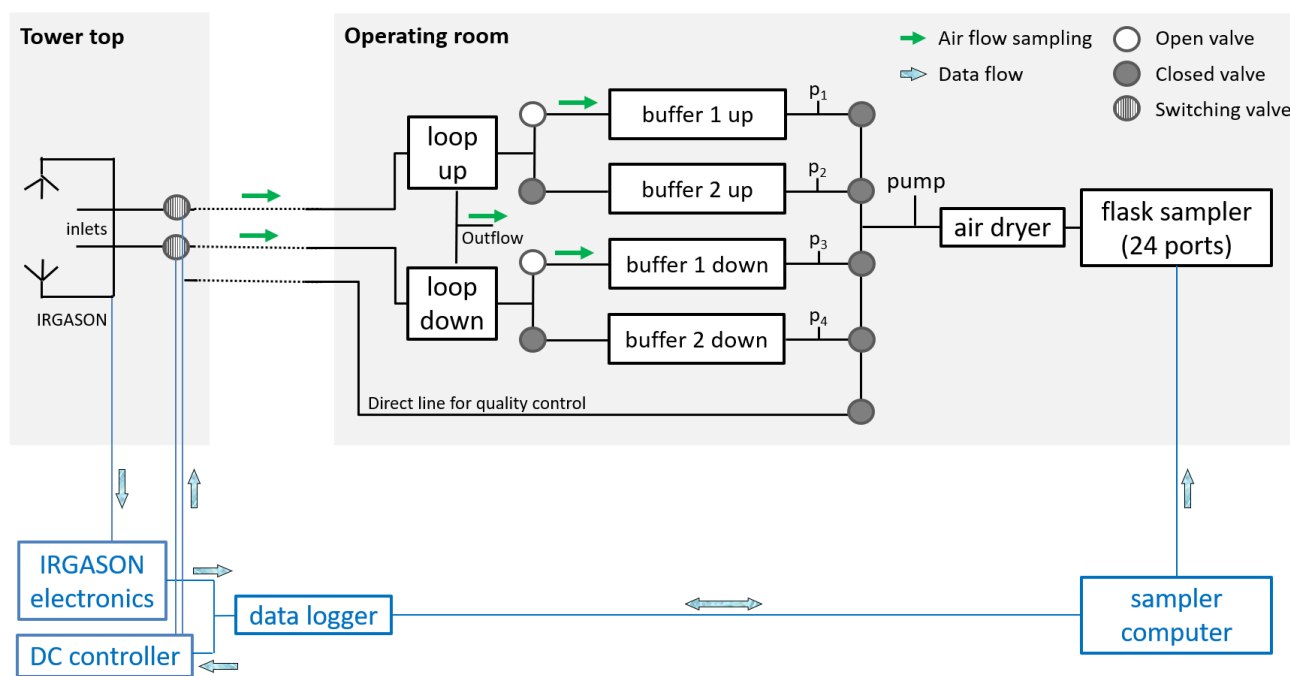 Tower top
Operating room
Air flow sampling
Data flow
Open valve
Closed valve
Switching valve
inlets
IRGASON
loop
up
Outflow
loop
down
buffer 1 up
p1
buffer 2 up
p2
buffer 1 down
p3
buffer 2 down
p4
pump
air dryer
flask sampler
(24 ports)
Direct line for quality control
IRGASON
electronics
data logger
DC controller
sampler
computer